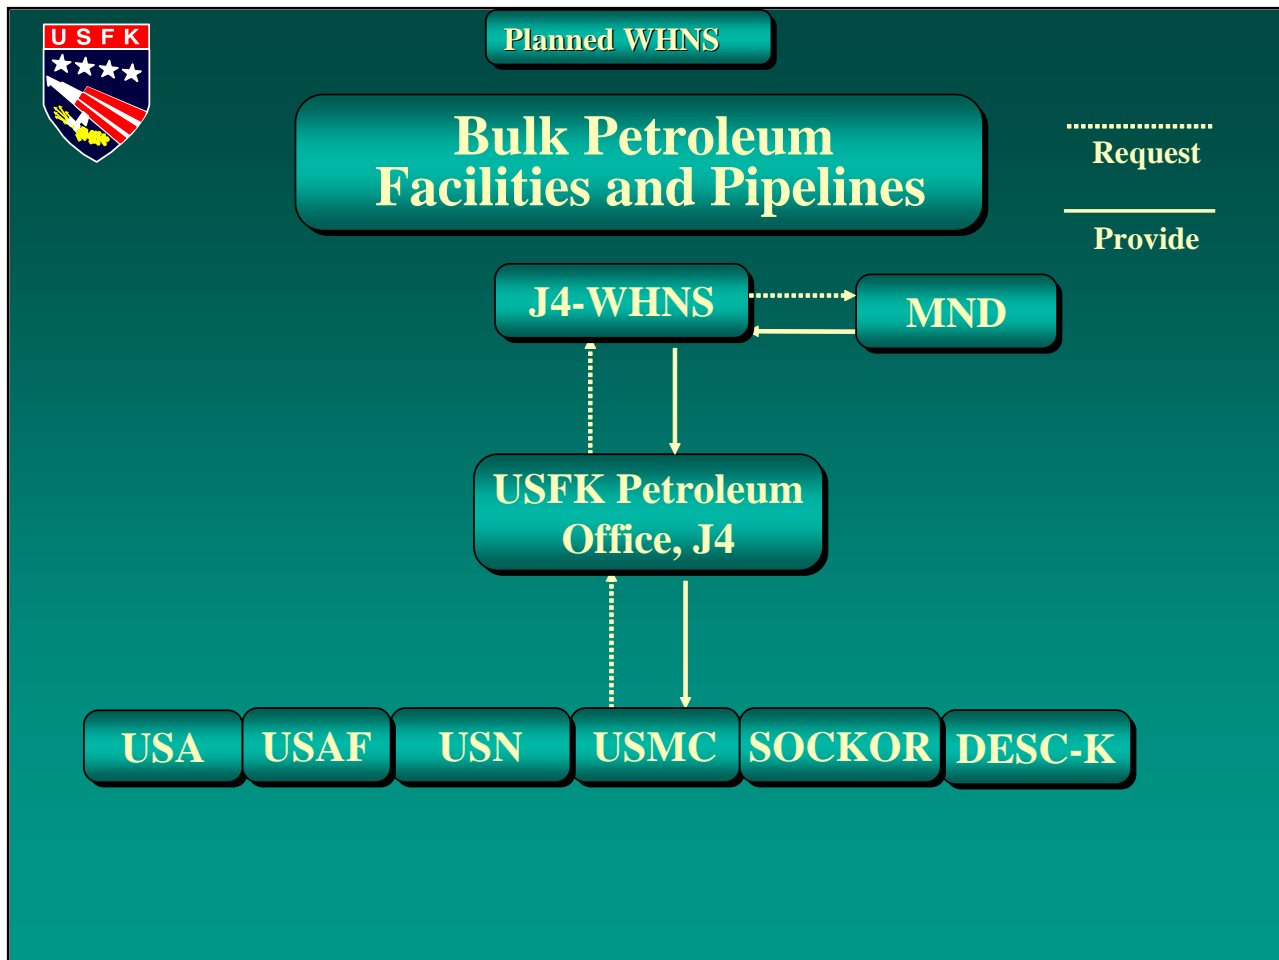 USFK
Planned WHNS
Bulk Petroleum
Facilities and Pipelines
Request
Provide
J4-WHNS
MND
USFK Petroleum
Office, J4
USA
USAF
USN
USMC
SOCKOR
DESC-K